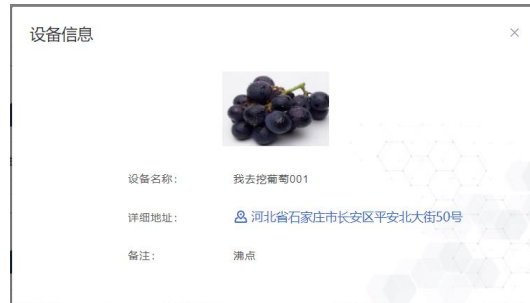 设备信息
设备名称： 我去挖葡萄001
详细地址： 河北省石家庄市长安区平安北大街50号
备注： 沸点